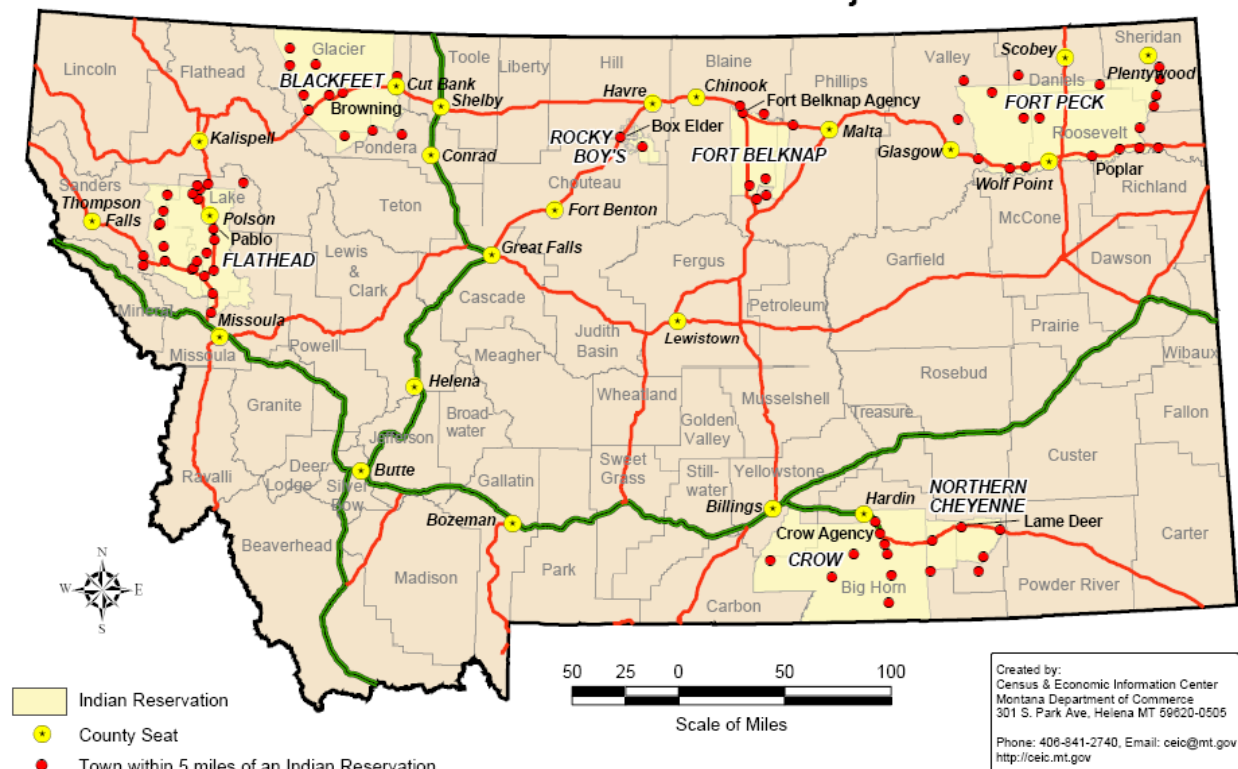 Sheridan
Scobey
Glacier
Toole
Liberty
Hill
Blaine
Valley
Lincoln
Flathead
BLACKFEET
Cut Bank
Havre
Chinook
Phillips
Daniels
Plentywood
Browning
Shelby
Fort Belknap Agency
FORT PECK
Kalispell
ROCKY
BOY'S
Box Elder
Malta
Roosevelt
Pondera
Conrad
FORT BELKNAP
Glasgow
Wolf Point
Poplar
Sanders
Thompson
Falls
Lake
Polson
Pablo
FLATHEAD
Teton
Chouteau
Fort Benton
McCone
Richland
Lewis
&
Clark
Great Falls
Fergus
Garfield
Dawson
Mineral
Missoula
Cascade
Petroleum
Missoula
Powell
Judith
Basin
Lewistown
Prairie
Wibaux
Meagher
Helena
Granite
Broad-
water
Wheatland
Musselshell
Rosebud
Treasure
Fallon
Jefferson
Golden
Valley
Ravalli
Deer
Lodge
Silver
Bow
Butte
Gallatin
Sweet
Grass
Still-
water
Yellowstone
Custer
Billings
Hardin
NORTHERN
CHEYENNE
Bozeman
Crow Agency
Lame Deer
Beaverhead
CROW
Carter
Madison
Park
Carbon
Big Horn
Powder River
N
W
E
S
50 25 0 50 100
Scale of Miles
Indian Reservation
County Seat
Town within 5 miles of an Indian Reservation
Created by:
Census & Economic Information Center
Montana Department of Commerce
301 S. Park Ave, Helena MT 59620-0505
Phone: 406-841-2740, Email: ceic@mt.gov
http://ceic.mt.gov